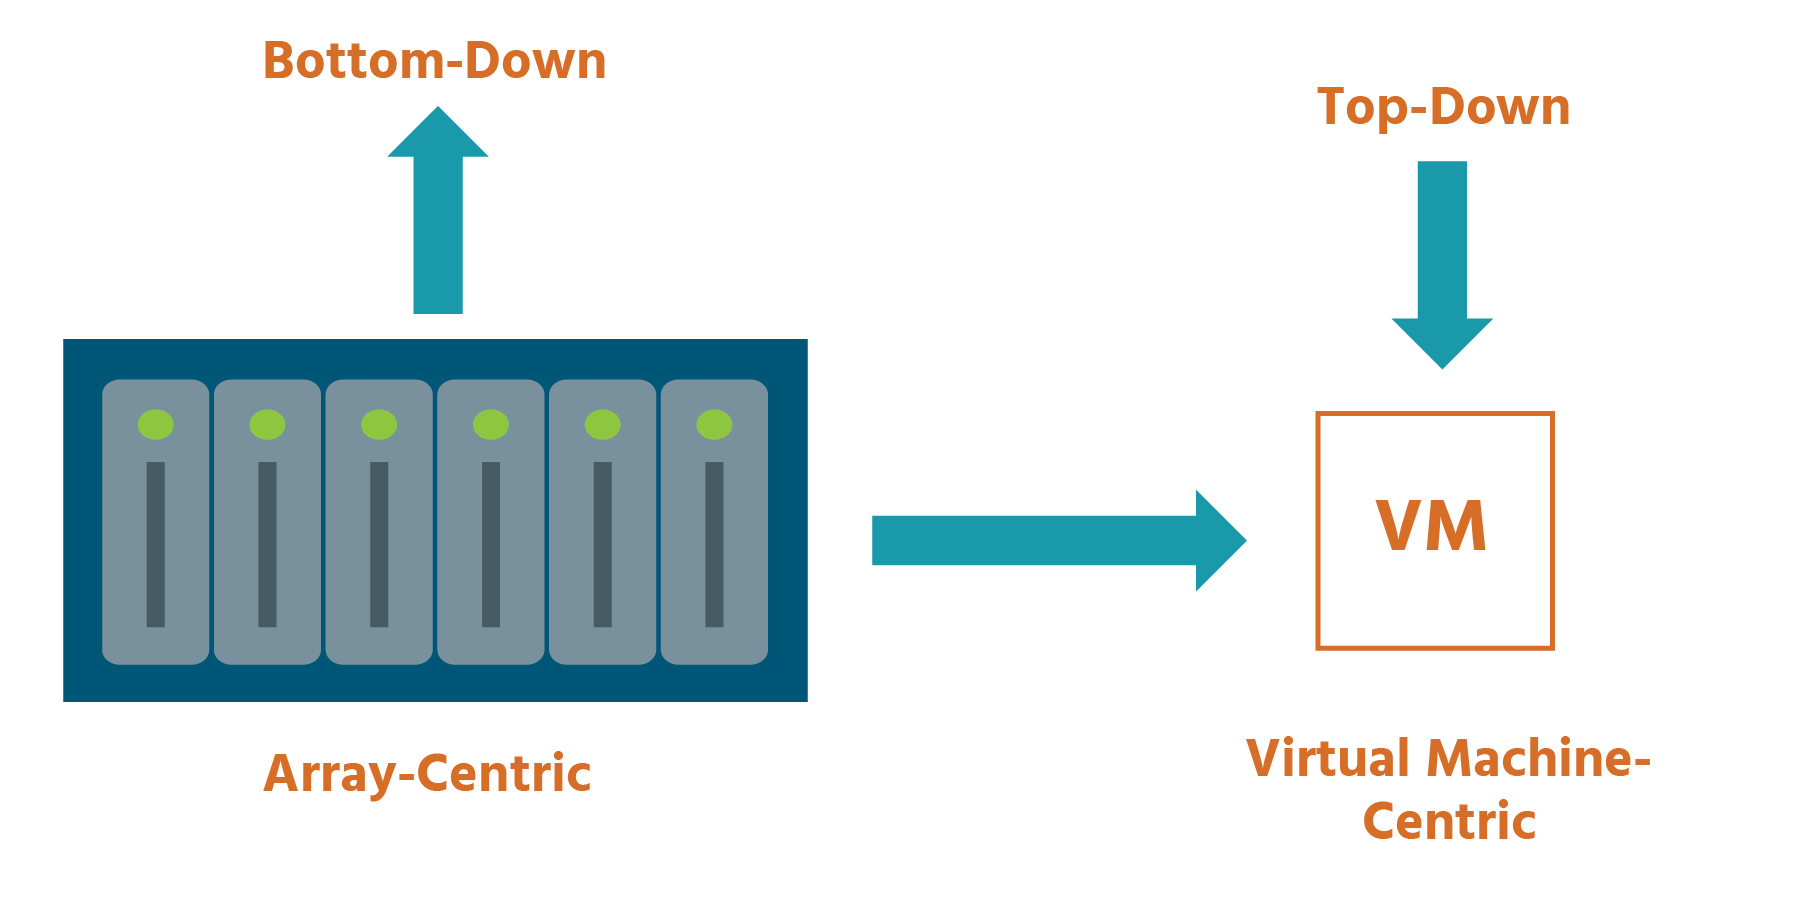 Bottom-Down
Top-Down
VM
Array-Centric
Virtual Machine-
Centric